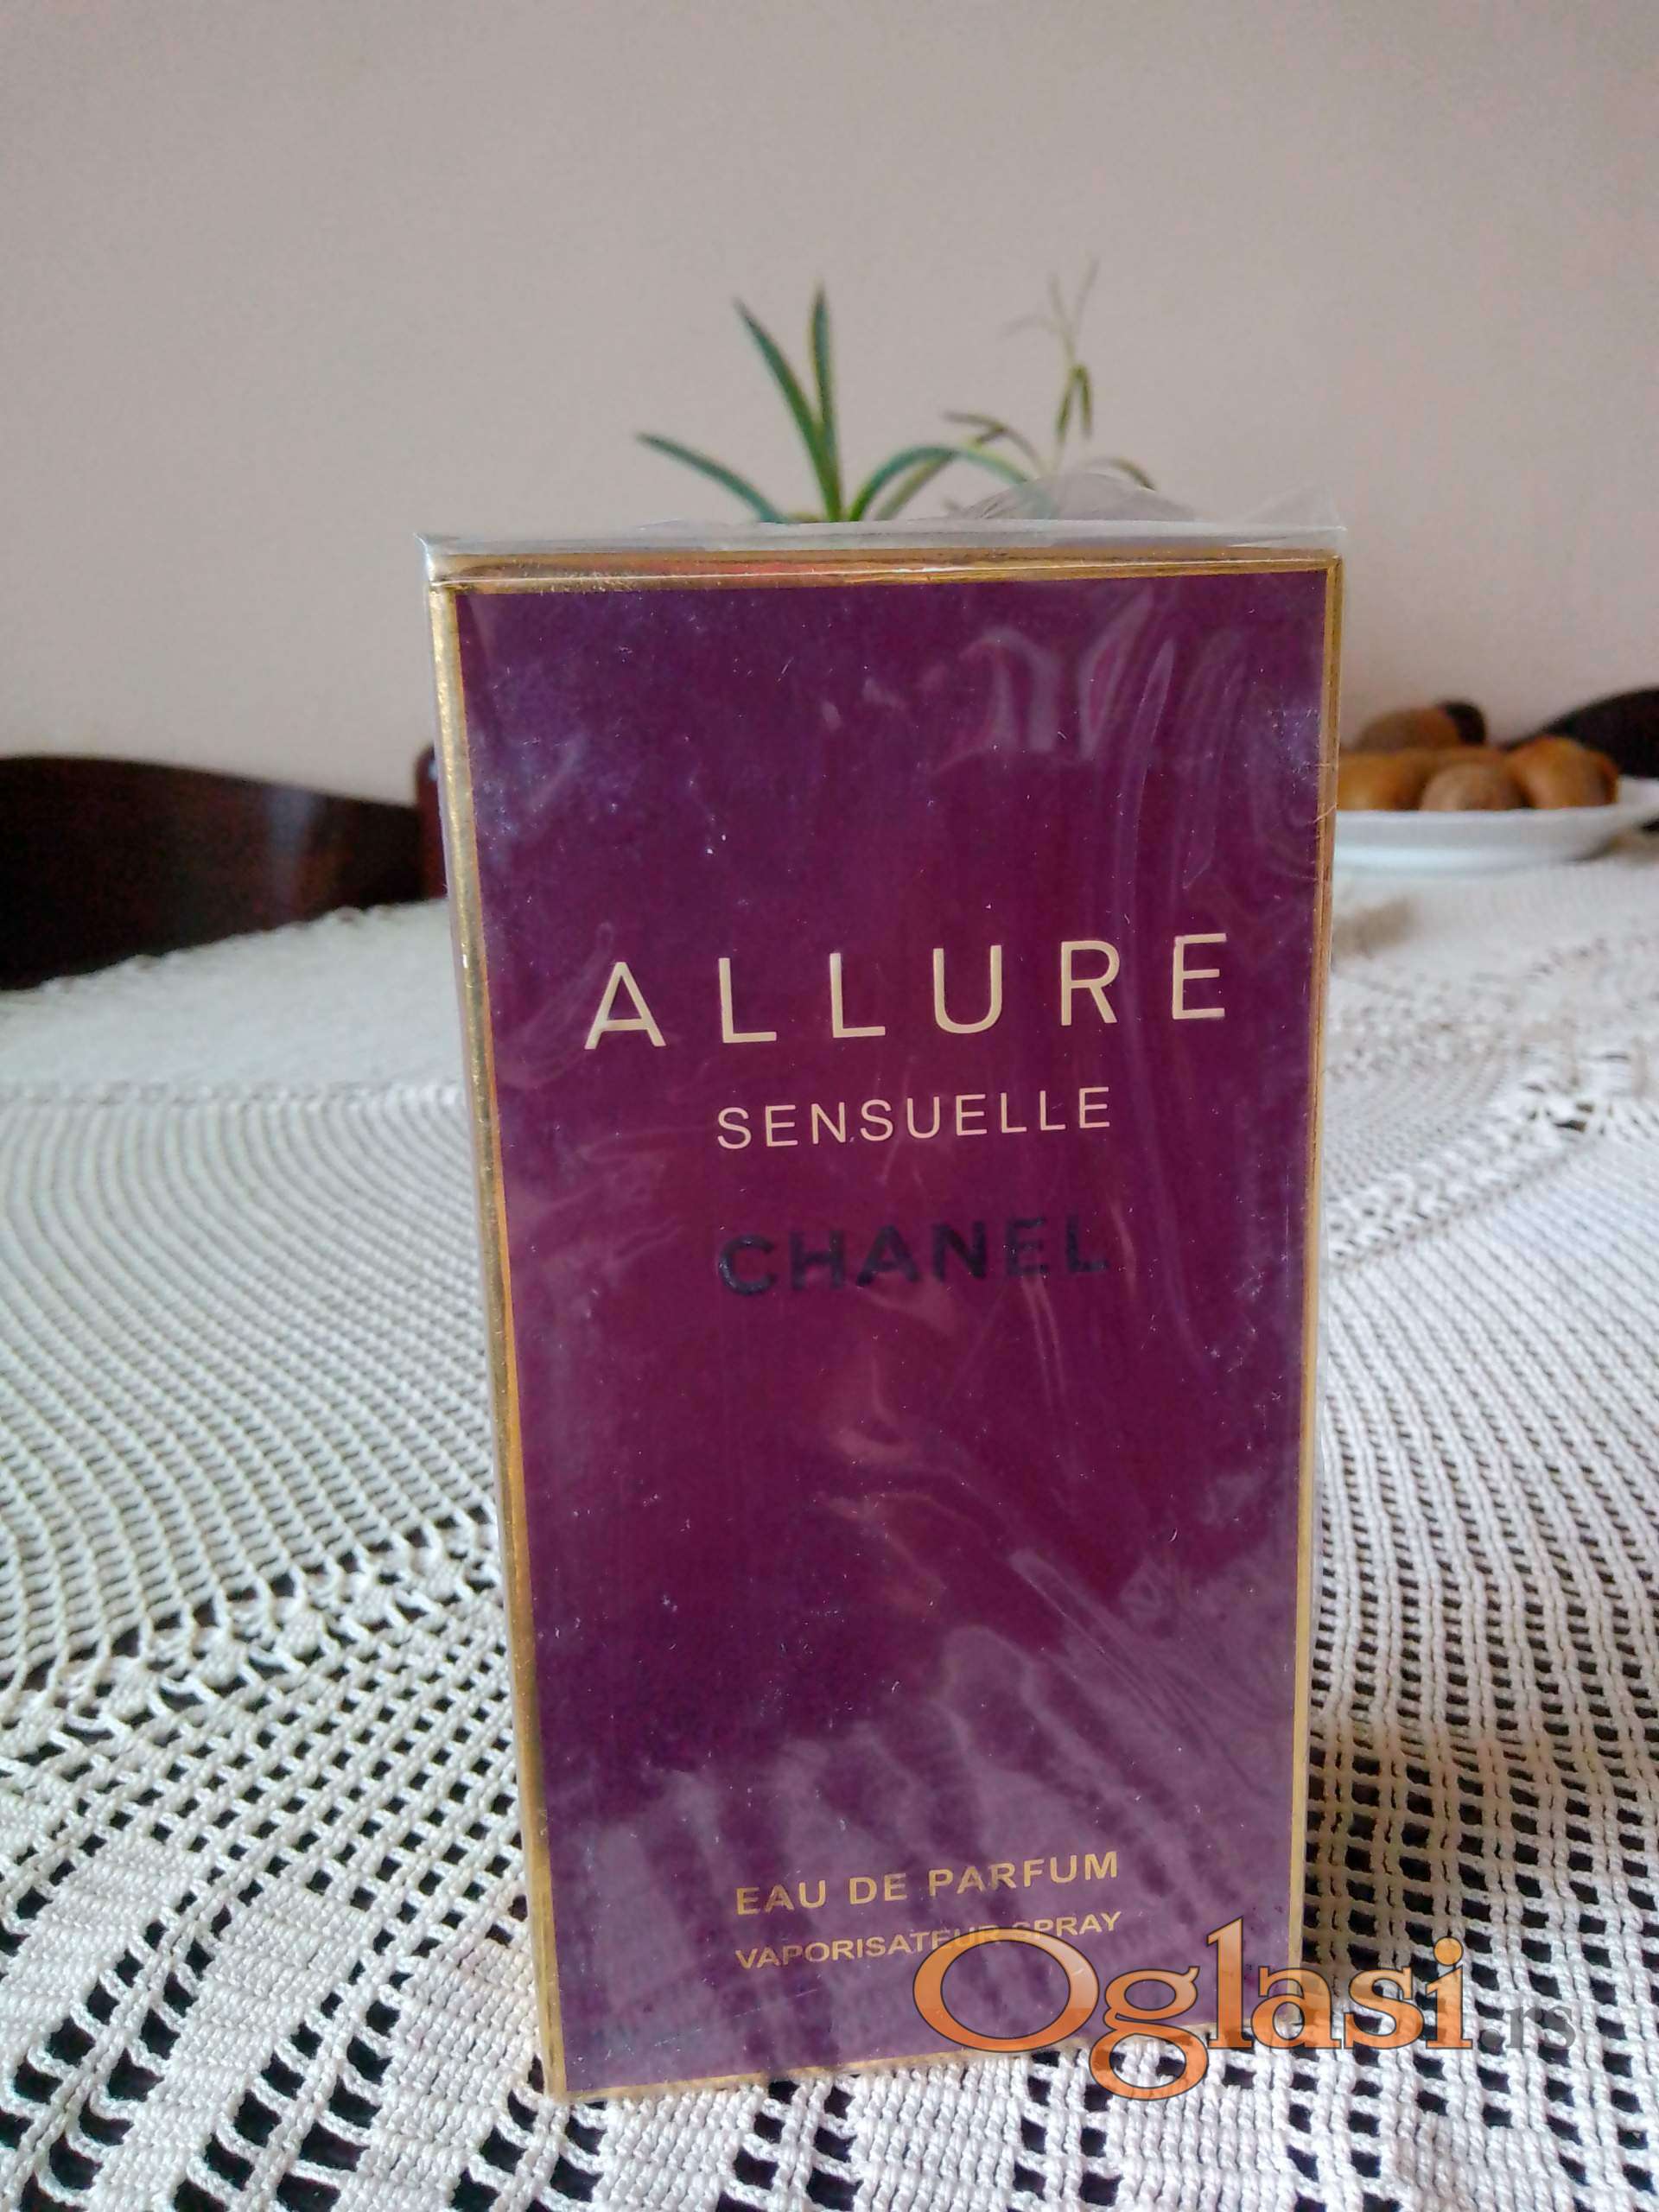 ALLURE
SENSUELLE
CHANEL
EAU DE PARFUM
VAPORISATEUR SPRAY
Oglasi.rs